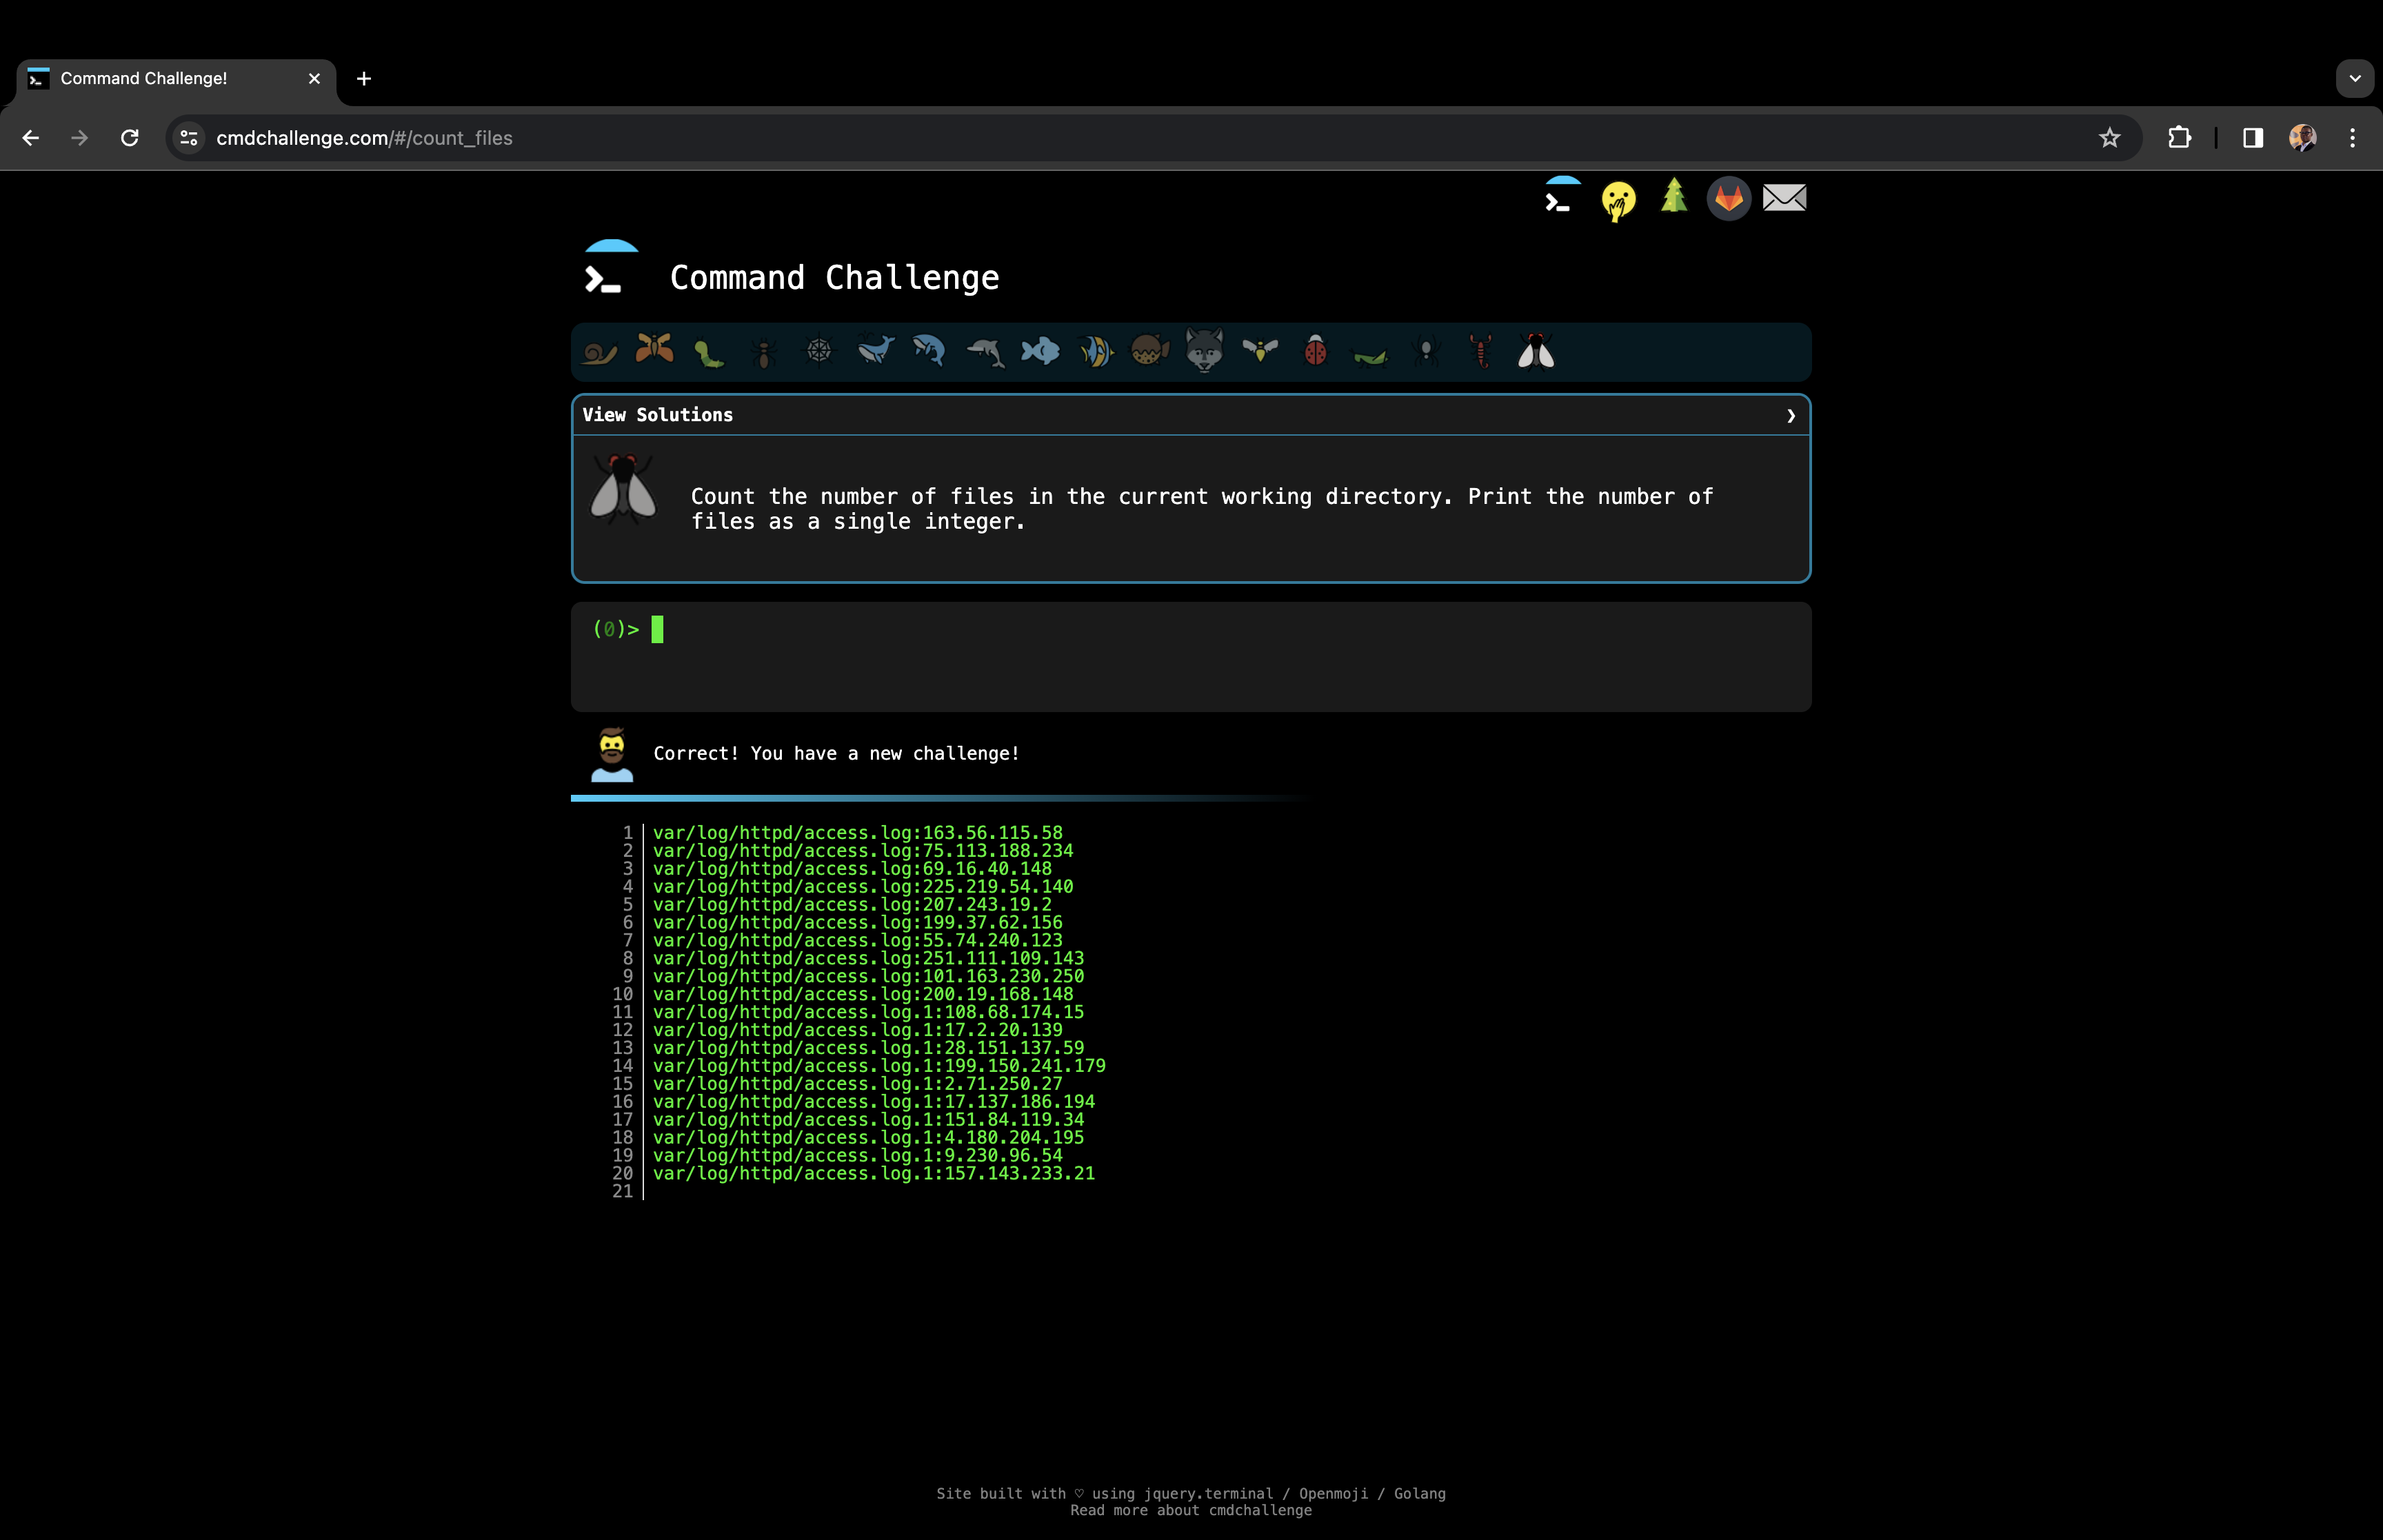 Command Challenge!
cmdchallenge.com/#/count_files
Command Challenge
View Solutions
Count the number of files in the current working directory. Print the number of
files as a single integer.
(0)>
Correct! You have a new challenge!
1 var/log/httpd/access.log:163.56.115.58
2 var/log/httpd/access.log:75.113.188.234
3 var/log/httpd/access.log:69.16.40.148
4 var/log/httpd/access.log:225.219.54.140
5 var/log/httpd/access.log:207.243.19.2
6 var/log/httpd/access.log:199.37.62.156
7 var/log/httpd/access.log:55.74.240.123
8 var/log/httpd/access.log:251.111.109.143
9 var/log/httpd/access.log:101.163.230.250
10 var/log/httpd/access.log:200.19.168.148
11 var/log/httpd/access.log.1:108.68.174.15
12 var/log/httpd/access.log.1:17.2.20.139
13 var/log/httpd/access.log.1:28.151.137.59
14 var/log/httpd/access.log.1:199.150.241.179
15 var/log/httpd/access.log.1:2.71.250.27
16 var/log/httpd/access.log.1:17.137.186.194
17 var/log/httpd/access.log.1:151.84.119.34
18 var/log/httpd/access.log.1:4.180.204.195
19 var/log/httpd/access.log.1:9.230.96.54
20 var/log/httpd/access.log.1:157.143.233.21
21
Site built with ♡ using jquery.terminal / Openmoji / Golang
Read more about cmdchallenge